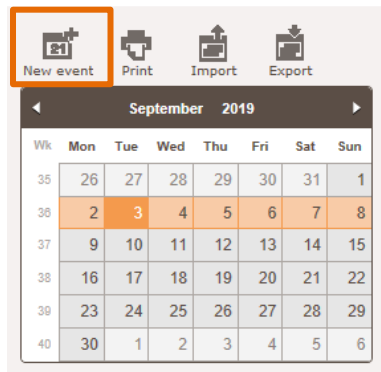 21
New event Print Import Export
September 2019
Wk Mon Tue Wed Thu Fri Sat Sun
35 26 27 28 29 30 31 1
36 2 3 4 5 6 7 8
37 9 10 11 12 13 14 15
38 16 17 18 19 20 21 22
39 23 24 25 26 27 28 29
40 30 1 2 3 4 5 6